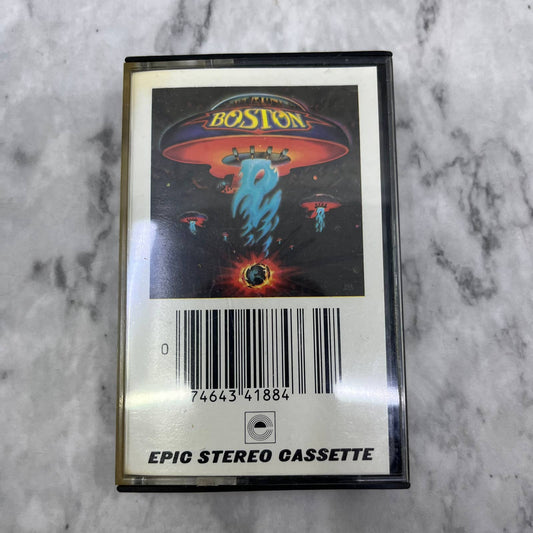 BOSTON
0
74643 41884
EPIC STEREO CASSETTE